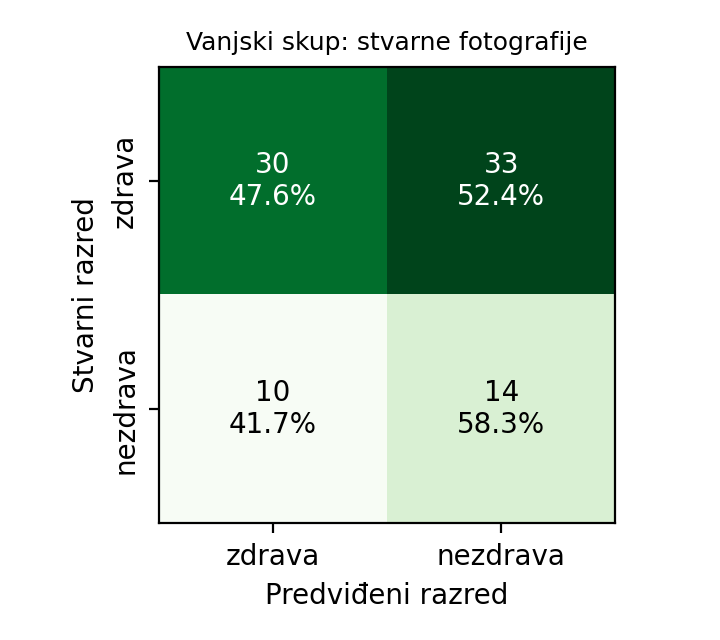 Vanjski skup: stvarne fotografije
Stvarni razred
zdrava
30
47.6%
33
52.4%
nezdrava
10
41.7%
14
58.3%
zdrava
nezdrava
Predviđeni razred